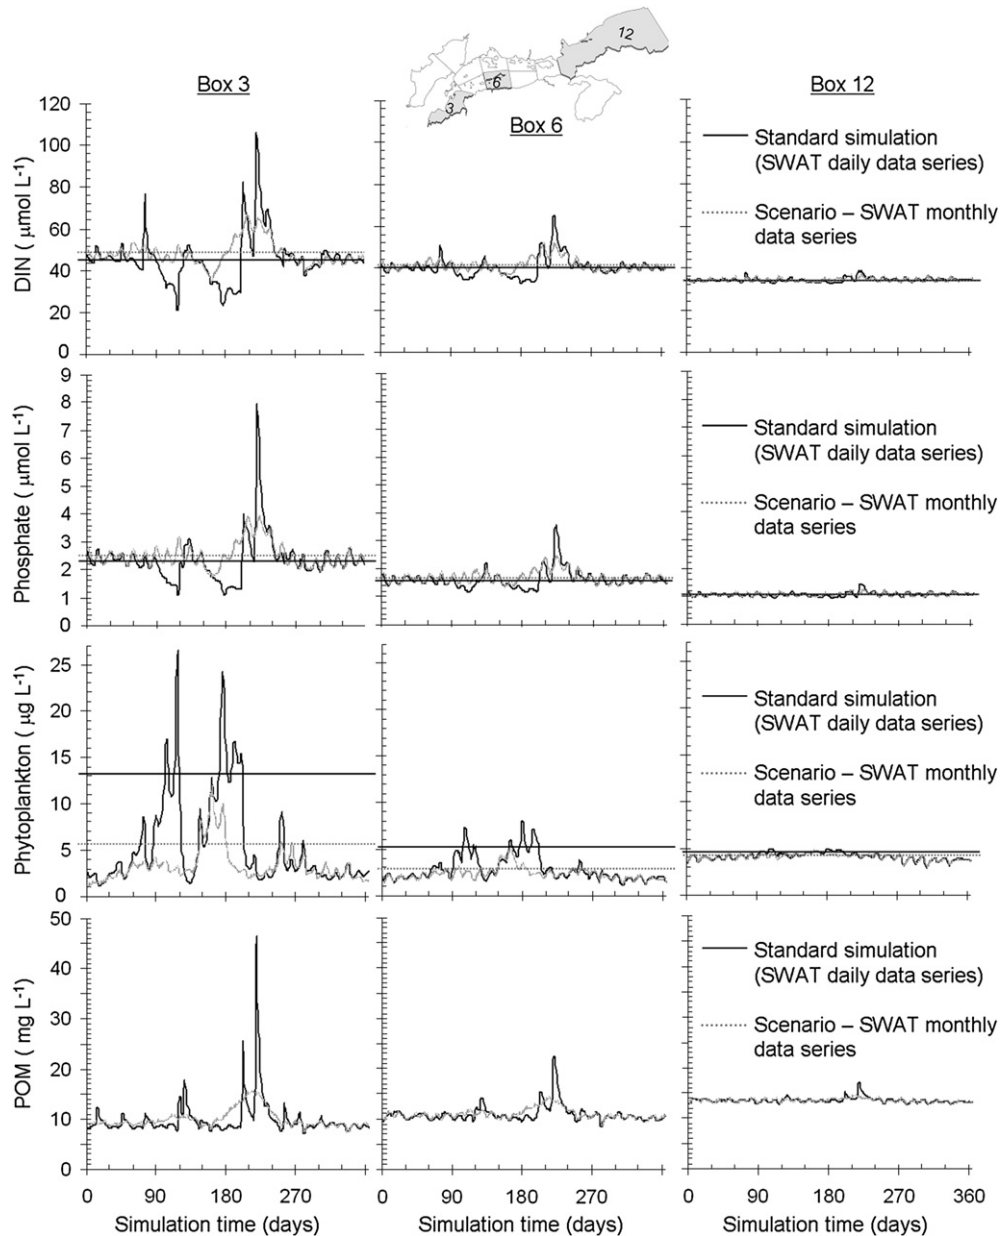 12
6
3
Box 3
Box 6
Box 12
DIN ( μmol L-1)
120
100
80
60
40
20
0
Standard simulation
(SWAT daily data series)
Scenario – SWAT monthly
data series
Phosphate ( μmol L-1)
9
8
7
6
5
4
3
2
1
0
Standard simulation
(SWAT daily data series)
Scenario – SWAT monthly
data series
Phytoplankton ( μg L-1)
25
20
15
10
5
0
Standard simulation
(SWAT daily data series)
Scenario – SWAT monthly
data series
POM ( mg L-1)
50
40
30
20
10
0
Standard simulation
(SWAT daily data series)
Scenario – SWAT monthly
data series
0 90 180 270
0 90 180 270
0 90 180 270 360
Simulation time (days)
Simulation time (days)
Simulation time (days)